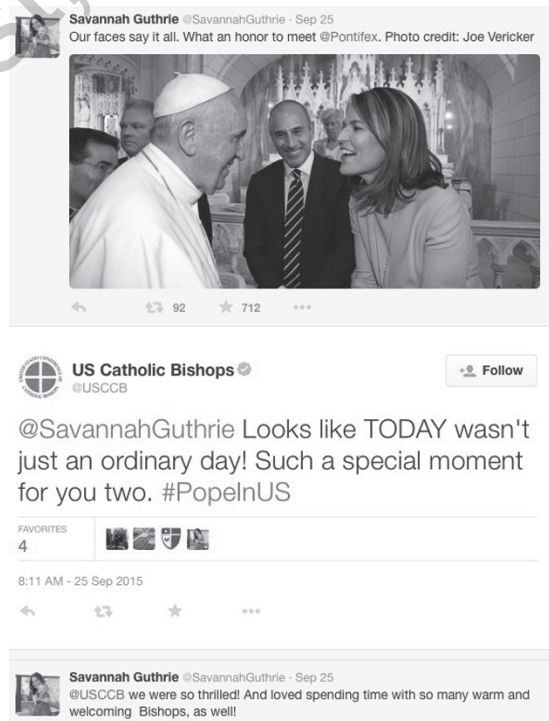 Savannah Guthrie @SavannahGuthrie · Sep 25
Our faces say it all. What an honor to meet @Pontifex. Photo credit: Joe Vericker
92 712
US Catholic Bishops
@USCCB
Follow
@SavannahGuthrie Looks like TODAY wasn't
just an ordinary day! Such a special moment
for you two. #PopeInUS
FAVORITES
4
8:11 AM - 25 Sep 2015
Savannah Guthrie @SavannahGuthrie · Sep 25
@USCCB we were so thrilled! And loved spending time with so many warm and
welcoming Bishops, as well!